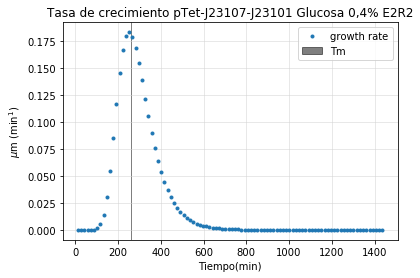 Tasa de crecimiento pTet-J23107-J23101 Glucosa 0,4% E2R2
growth rate
Tm
μm (min¹)
0.175
0.150
0.125
0.100
0.075
0.050
0.025
0.000
0 200 400 600 800 1000 1200 1400
Tiempo(min)